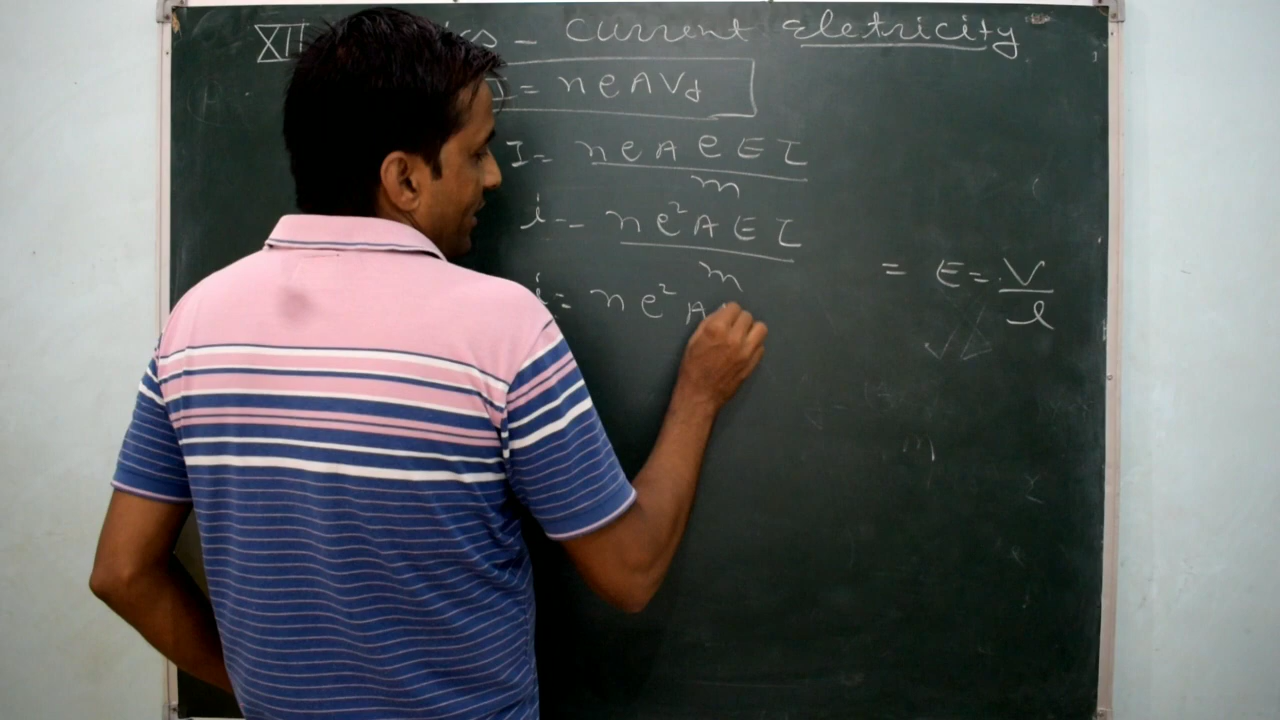 XII - Current Eletricity
I = neAVd
I = neAeEτ
m
i = ne²AEτ
m
= E = V
l
i = ne²A